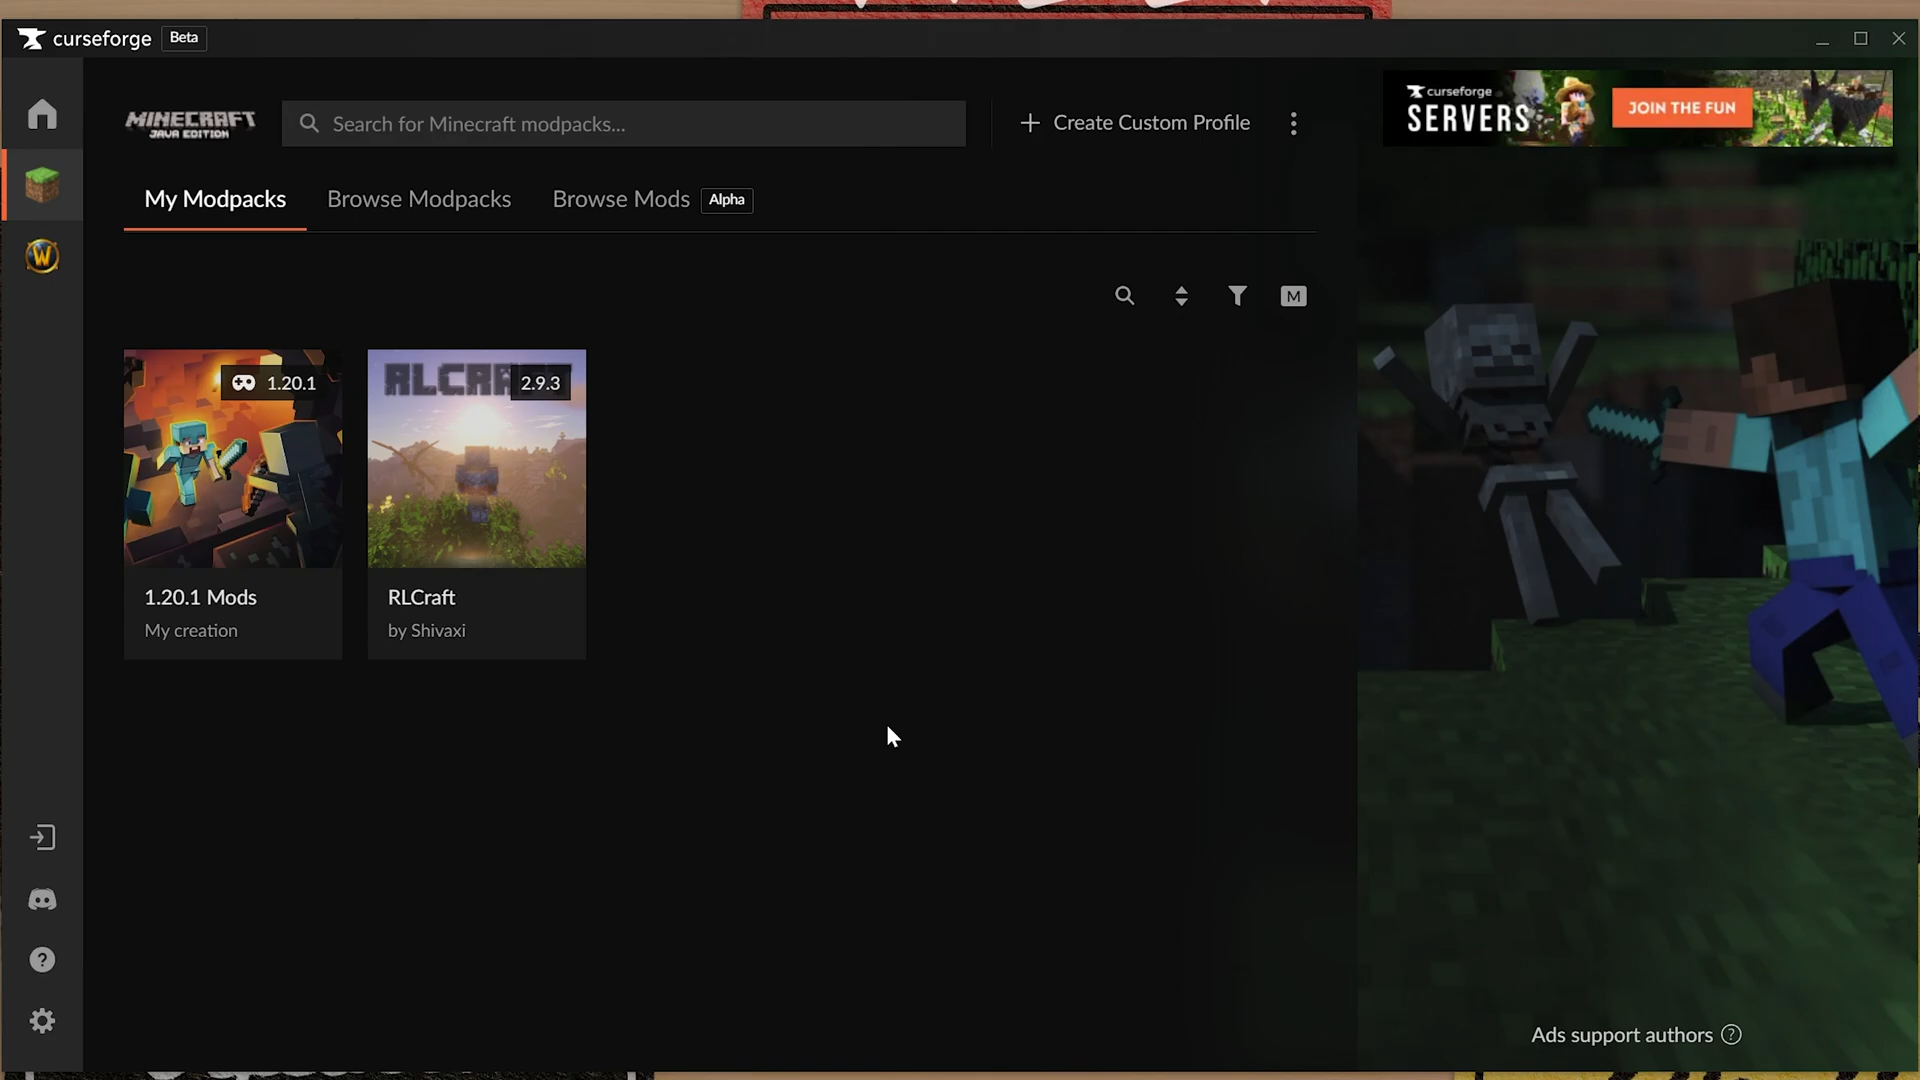 curseforge Beta
MINECRAFT
JAVA EDITION
Search for Minecraft modpacks...
Create Custom Profile
curseforge
SERVERS
JOIN THE FUN
My Modpacks
Browse Modpacks
Browse Mods Alpha
W
M
1.20.1
RLCRA
2.9.3
1.20.1 Mods
My creation
RLCraft
by Shivaxi
?
Ads support authors ?